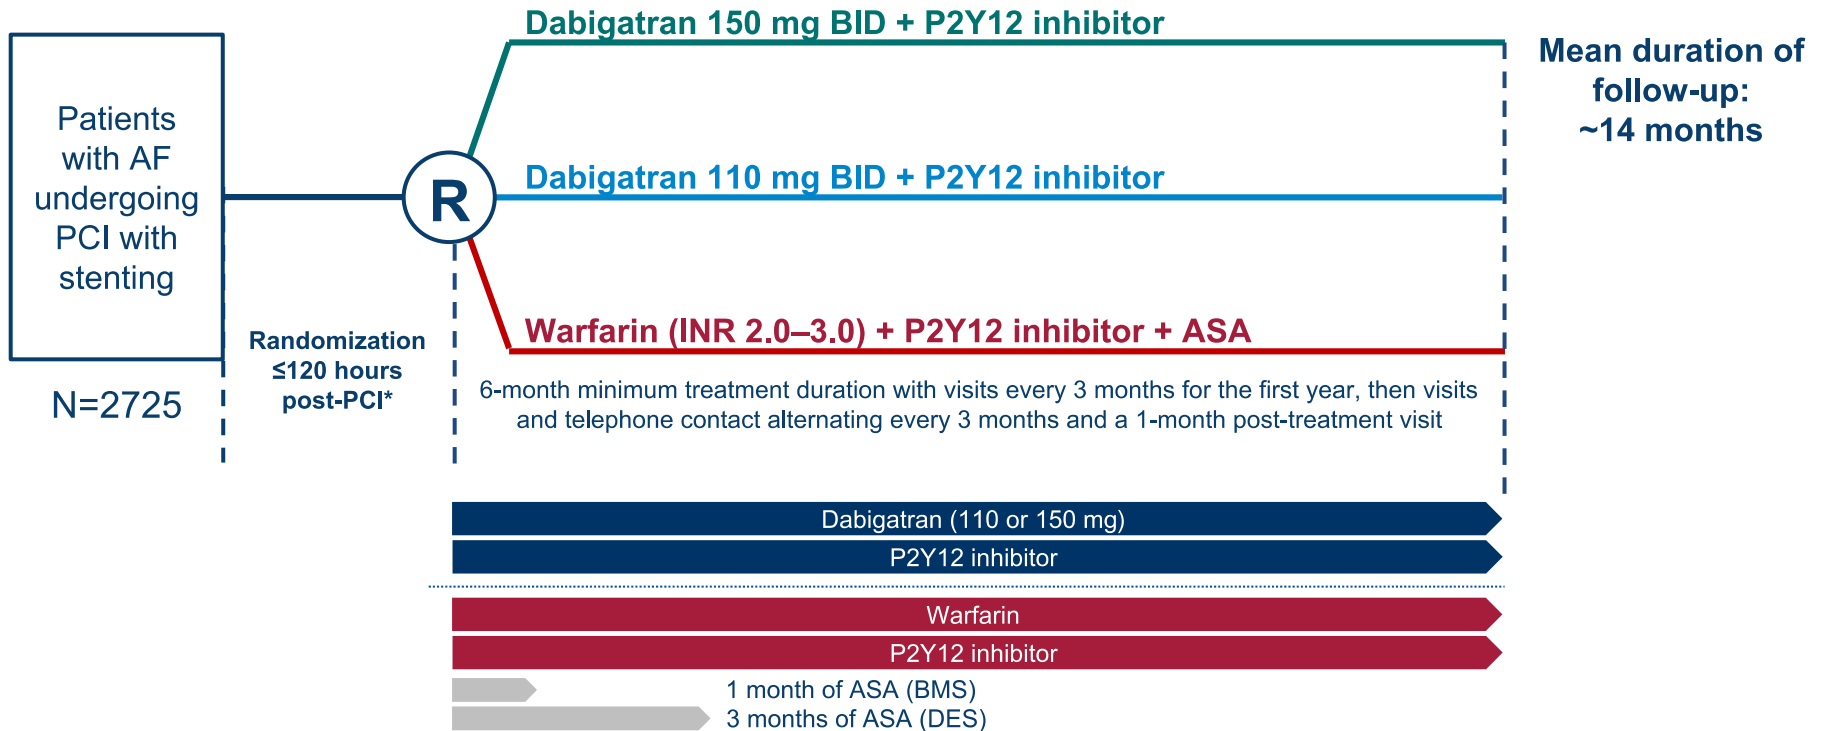 Dabigatran 150 mg BID + P2Y12 inhibitor
Mean duration of
follow-up:
~14 months
Patients
with AF
undergoing
PCI with
stenting
N=2725
R
Dabigatran 110 mg BID + P2Y12 inhibitor
Randomization
≤120 hours
post-PCI*
Warfarin (INR 2.0–3.0) + P2Y12 inhibitor + ASA
6-month minimum treatment duration with visits every 3 months for the first year, then visits
and telephone contact alternating every 3 months and a 1-month post-treatment visit
Dabigatran (110 or 150 mg)
P2Y12 inhibitor
Warfarin
P2Y12 inhibitor
1 month of ASA (BMS)
3 months of ASA (DES)